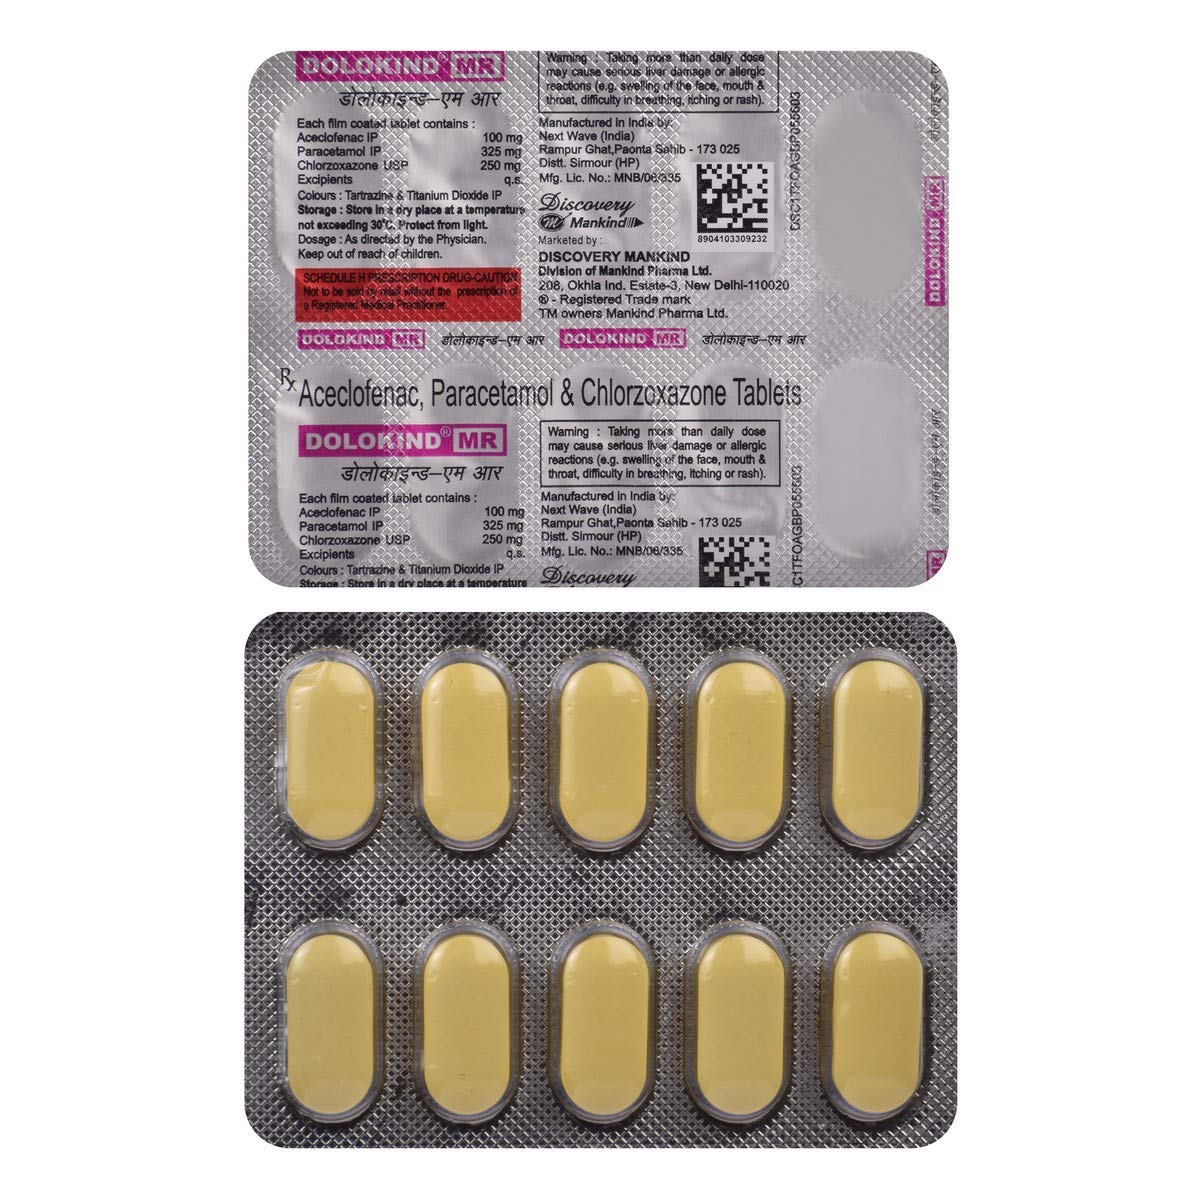 DOLOKIND® MR
डोलोकाइन्ड-एम आर
Each film coated tablet contains :
Aceclofenac IP 100 mg
Paracetamol IP 325 mg
Chlorzoxazone USP 250 mg
Excipients q.s.
Colours : Tartrazine & Titanium Dioxide IP
Storage : Store in a dry place at a temperature
not exceeding 30°C. Protect from light.
Dosage : As directed by the Physician.
Keep out of reach of children.
SCHEDULE H PRESCRIPTION DRUG-CAUTION
Not to be sold by retail without the prescription of
a Registered Medical Practitioner.
Warning : Taking more than daily dose
may cause serious liver damage or allergic
reactions (e.g. swelling of the face, mouth &
throat, difficulty in breathing, itching or rash).
Manufactured in India by:
Next Wave (India)
Rampur Ghat,Paonta Sahib - 173 025
Distt. Sirmour (HP)
Mfg. Lic. No.: MNB/06/335
Discovery
Mankind
8904103309232
Marketed by :
DISCOVERY MANKIND
Division of Mankind Pharma Ltd.
208, Okhla Ind. Estate-3, New Delhi-110020
® - Registered Trade mark
TM owners Mankind Pharma Ltd.
DSC1TFOAGBP055603
डोलोकाइन्ड-एम आर
DOLOKIND MR
DOLOKIND MR डोलोकाइन्ड-एम आर DOLOKIND MR डोलोकाइन्ड-एम आर
Rx Aceclofenac, Paracetamol & Chlorzoxazone Tablets
DOLOKIND® MR
डोलोकाइन्ड-एम आर
Each film coated tablet contains :
Aceclofenac IP 100 mg
Paracetamol IP 325 mg
Chlorzoxazone USP 250 mg
Excipients q.s.
Colours : Tartrazine & Titanium Dioxide IP
Storage : Store in a dry place at a temperature
Warning : Taking more than daily dose
may cause serious liver damage or allergic
reactions (e.g. swelling of the face, mouth &
throat, difficulty in breathing, itching or rash).
Manufactured in India by:
Next Wave (India)
Rampur Ghat,Paonta Sahib - 173 025
Distt. Sirmour (HP)
Mfg. Lic. No.: MNB/06/335
Discovery
SC1TFOAGBP055603
डोलोकाइन्ड-एम आर
MR